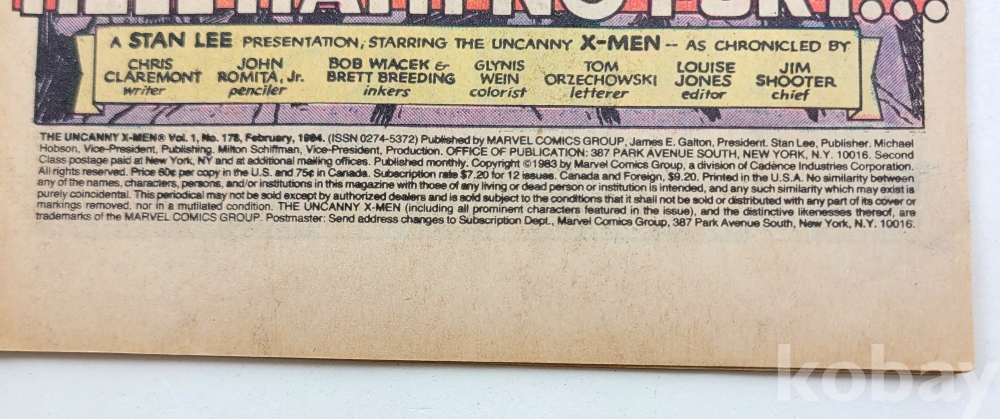 HELL HATH NO FURY...
A STAN LEE PRESENTATION, STARRING THE UNCANNY X-MEN -- AS CHRONICLED BY
CHRIS CLAREMONT writer
JOHN ROMITA, Jr. penciler
BOB WIACEK & BRETT BREEDING inkers
GLYNIS WEIN colorist
TOM ORZECHOWSKI letterer
LOUISE JONES editor
JIM SHOOTER chief
THE UNCANNY X-MEN® Vol. 1, No. 178, February, 1984. (ISSN 0274-5372) Published by MARVEL COMICS GROUP, James E. Galton, President. Stan Lee, Publisher. Michael
Hobson, Vice-President, Publishing. Milton Schiffman, Vice-President, Production. OFFICE OF PUBLICATION: 387 PARK AVENUE SOUTH, NEW YORK, N.Y. 10016. Second
Class postage paid at New York, NY and at additional mailing offices. Published monthly. Copyright ©1983 by Marvel Comics Group, a division of Cadence Industries Corporation.
All rights reserved. Price 60¢ per copy in the U.S. and 75¢ in Canada. Subscription rate $7.20 for 12 issues. Canada and Foreign, $9.20. Printed in the U.S.A. No similarity between
any of the names, characters, persons, and/or institutions in this magazine with those of any living or dead person or institution is intended, and any such similarity which may exist is
purely coincidental. This periodical may not be sold except by authorized dealers and is sold subject to the conditions that it shall not be sold or distributed with any part of its cover or
markings removed, nor in a mutilated condition. THE UNCANNY X-MEN (including all prominent characters featured in the issue), and the distinctive likenesses thereof, are
trademarks of the MARVEL COMICS GROUP. Postmaster: Send address changes to Subscription Dept., Marvel Comics Group, 387 Park Avenue South, New York, N.Y. 10016.
kobay